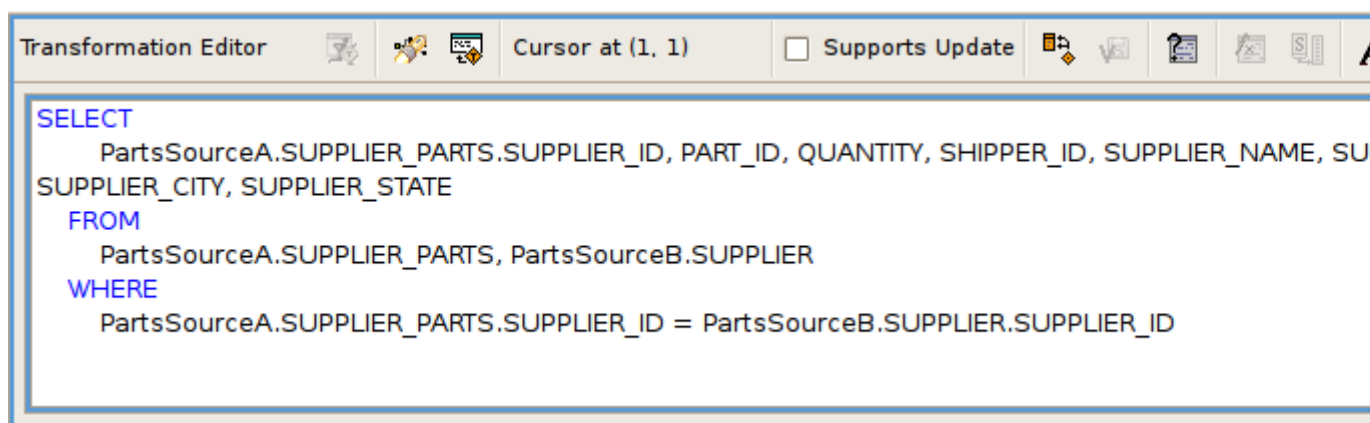 Transformation Editor Cursor at (1, 1) Supports Update
SELECT
PartsSourceA.SUPPLIER_PARTS.SUPPLIER_ID, PART_ID, QUANTITY, SHIPPER_ID, SUPPLIER_NAME, SU
SUPPLIER_CITY, SUPPLIER_STATE
FROM
PartsSourceA.SUPPLIER_PARTS, PartsSourceB.SUPPLIER
WHERE
PartsSourceA.SUPPLIER_PARTS.SUPPLIER_ID = PartsSourceB.SUPPLIER.SUPPLIER_ID